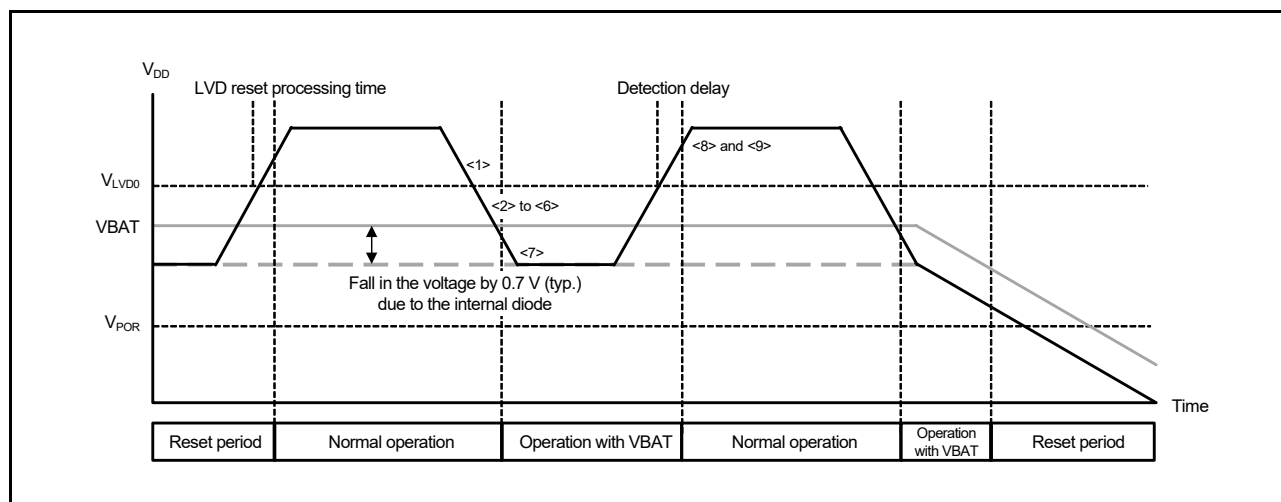 VDD
LVD reset processing time
Detection delay
<1>
<8> and <9>
VLVD0
<2> to <6>
VBAT
<7>
Fall in the voltage by 0.7 V (typ.)
due to the internal diode
VPOR
Time
Reset period
Normal operation
Operation with VBAT
Normal operation
Operation
with VBAT
Reset period